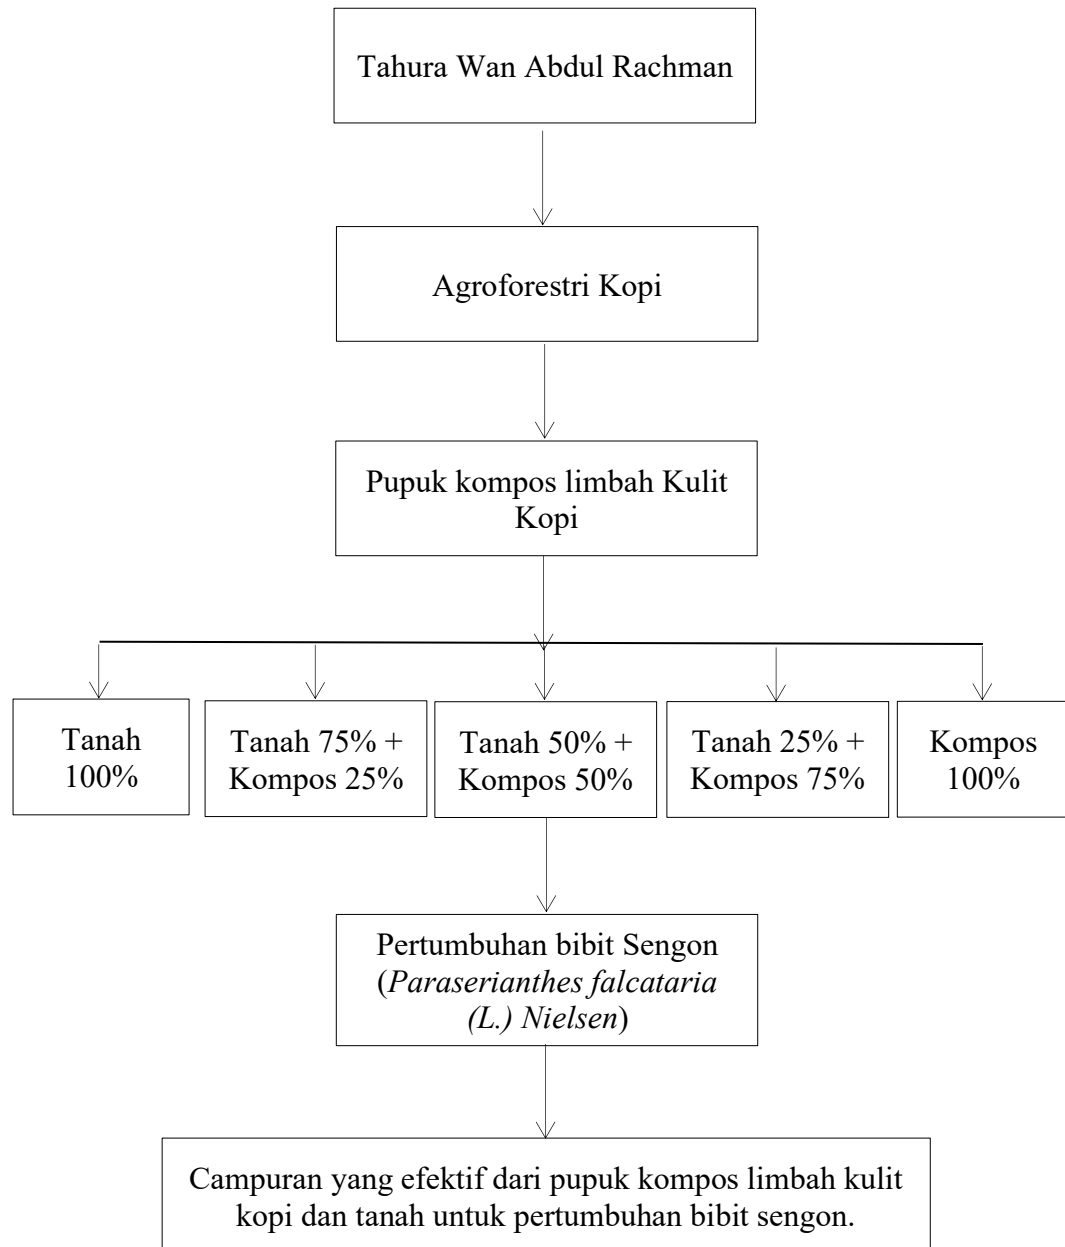 Tahura Wan Abdul Rachman
Agroforestri Kopi
Pupuk kompos limbah Kulit
Kopi
Tanah
100%
Tanah 75% +
Kompos 25%
Tanah 50% +
Kompos 50%
Tanah 25% +
Kompos 75%
Kompos
100%
Pertumbuhan bibit Sengon
(Paraserianthes falcataria
(L.) Nielsen)
Campuran yang efektif dari pupuk kompos limbah kulit
kopi dan tanah untuk pertumbuhan bibit sengon.